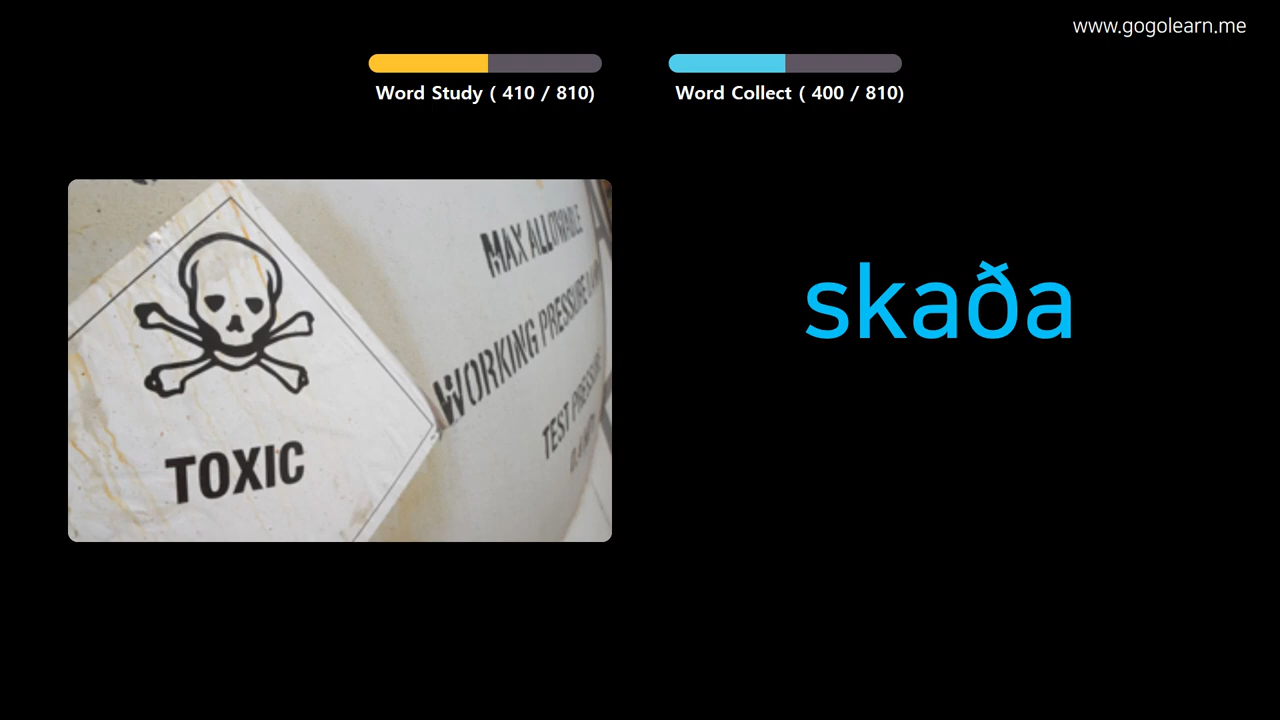 www.gogolearn.me
Word Study ( 410 / 810)
Word Collect ( 400 / 810)
MAX ALLOWABLE
WORKING PRESSURE
TEST PRESSURE
TOXIC
skaða